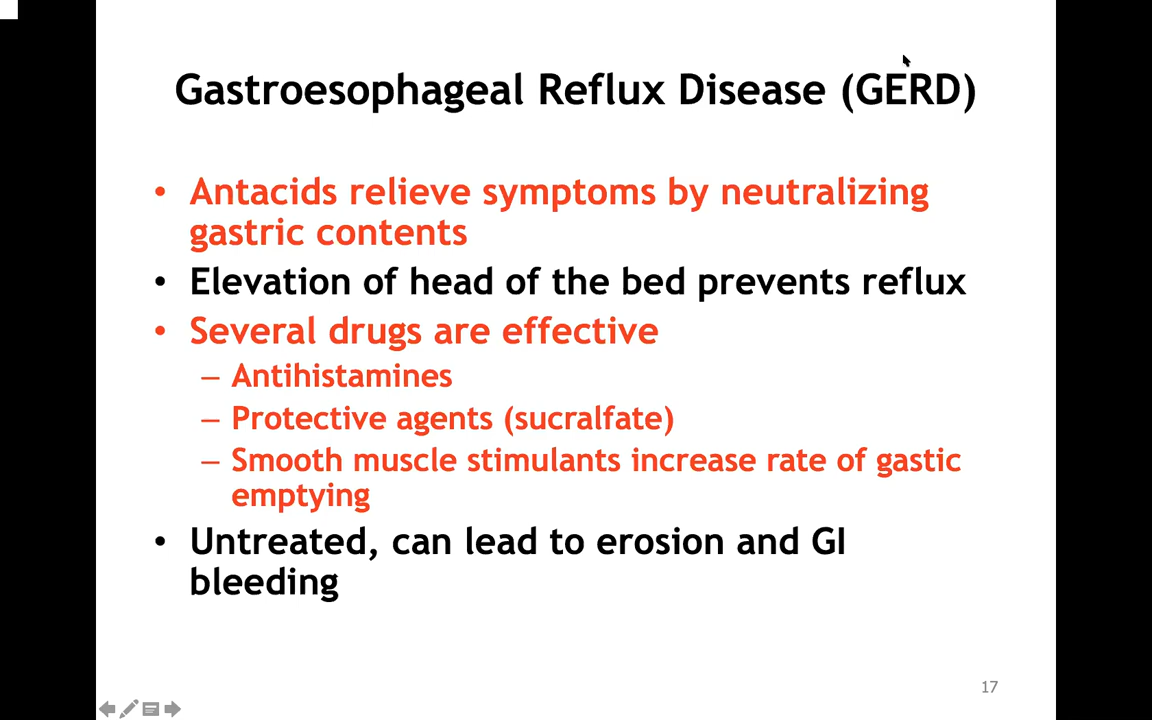 Gastroesophageal Reflux Disease (GERD)
• Antacids relieve symptoms by neutralizing
gastric contents
• Elevation of head of the bed prevents reflux
• Several drugs are effective
– Antihistamines
– Protective agents (sucralfate)
– Smooth muscle stimulants increase rate of gastic
emptying
• Untreated, can lead to erosion and GI
bleeding
17